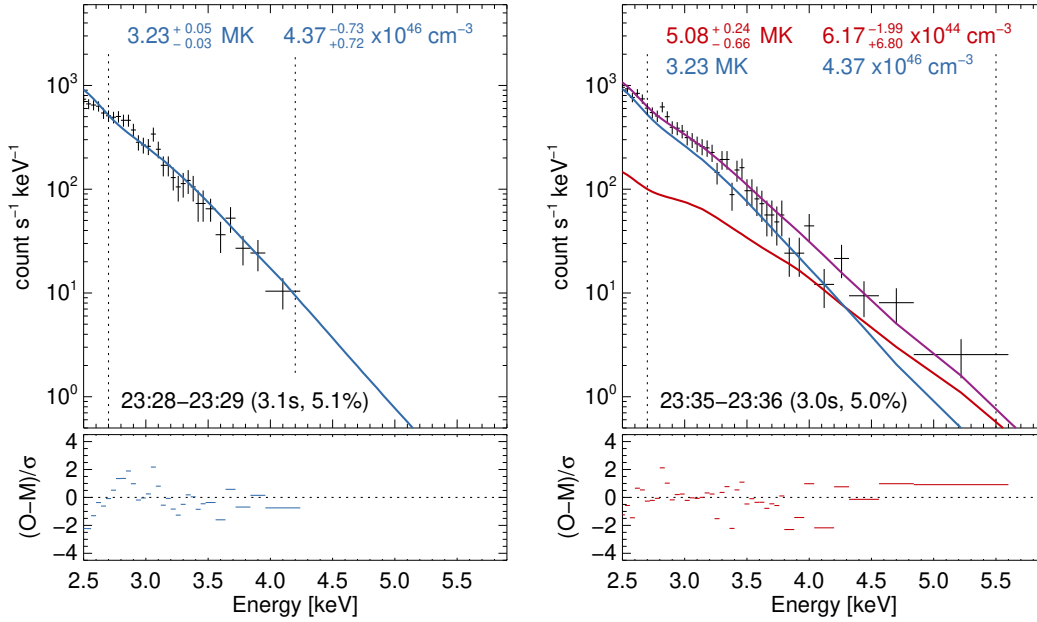 3.23 +0.05 −0.03 MK 4.37 −0.73 +0.72 x10^46 cm^−3
count s^−1 keV^−1
10^3
10^2
10^1
10^0
23:28−23:29 (3.1s, 5.1%)
(O−M)/σ
4
2
0
−2
−4
2.5 3.0 3.5 4.0 4.5 5.0 5.5
Energy [keV]
5.08 +0.24 −0.66 MK 6.17 −1.99 +6.80 x10^44 cm^−3
3.23 MK 4.37 x10^46 cm^−3
count s^−1 keV^−1
10^3
10^2
10^1
10^0
23:35−23:36 (3.0s, 5.0%)
(O−M)/σ
4
2
0
−2
−4
2.5 3.0 3.5 4.0 4.5 5.0 5.5
Energy [keV]